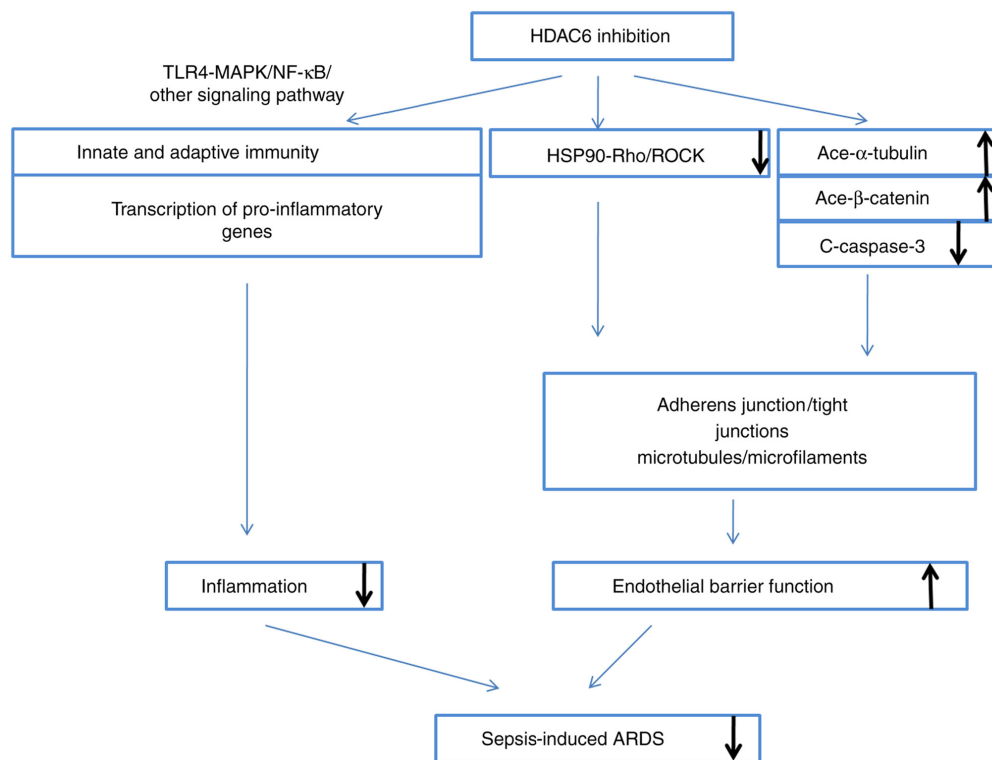 HDAC6 inhibition
TLR4-MAPK/NF-κB/
other signaling pathway
Innate and adaptive immunity
HSP90-Rho/ROCK
Ace-α-tubulin
Transcription of pro-inflammatory
genes
Ace-β-catenin
C-caspase-3
Adherens junction/tight
junctions
microtubules/microfilaments
Inflammation
Endothelial barrier function
Sepsis-induced ARDS